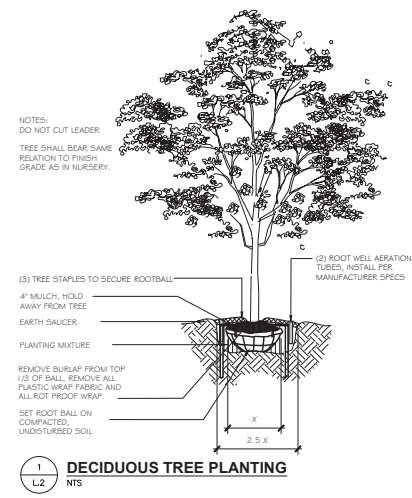 NOTES:
DO NOT CUT LEADER
TREE SHALL BEAR SAME
RELATION TO FINISH
GRADE AS IN NURSERY.
(2) ROOT WELL AERATION
TUBES, INSTALL PER
MANUFACTURER SPECS
(3) TREE STAPLES TO SECURE ROOTBALL
4" MULCH, HOLD
AWAY FROM TREE
EARTH SAUCER
PLANTING MIXTURE
REMOVE BURLAP FROM TOP
1/3 OF BALL, REMOVE ALL
PLASTIC WRAP FABRIC AND
ALL ROT PROOF WRAP.
SET ROOT BALL ON
COMPACTED,
UNDISTURBED SOIL
X
2.5 X
1
L.2
DECIDUOUS TREE PLANTING
NTS